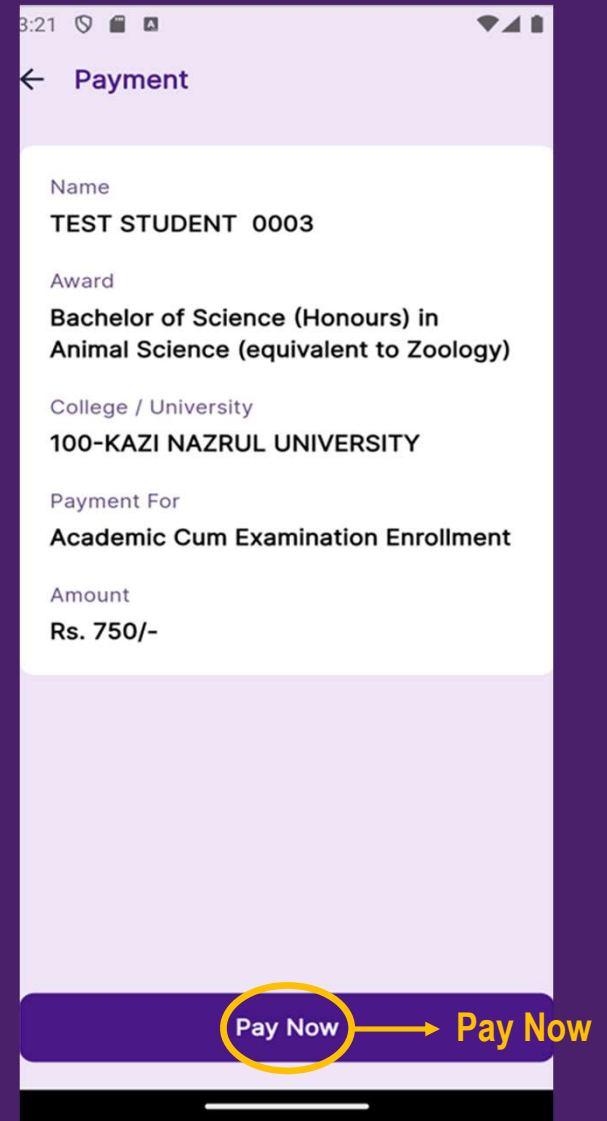 3:21
Payment
Name
TEST STUDENT 0003
Award
Bachelor of Science (Honours) in
Animal Science (equivalent to Zoology)
College / University
100-KAZI NAZRUL UNIVERSITY
Payment For
Academic Cum Examination Enrollment
Amount
Rs. 750/-
Pay Now
Pay Now